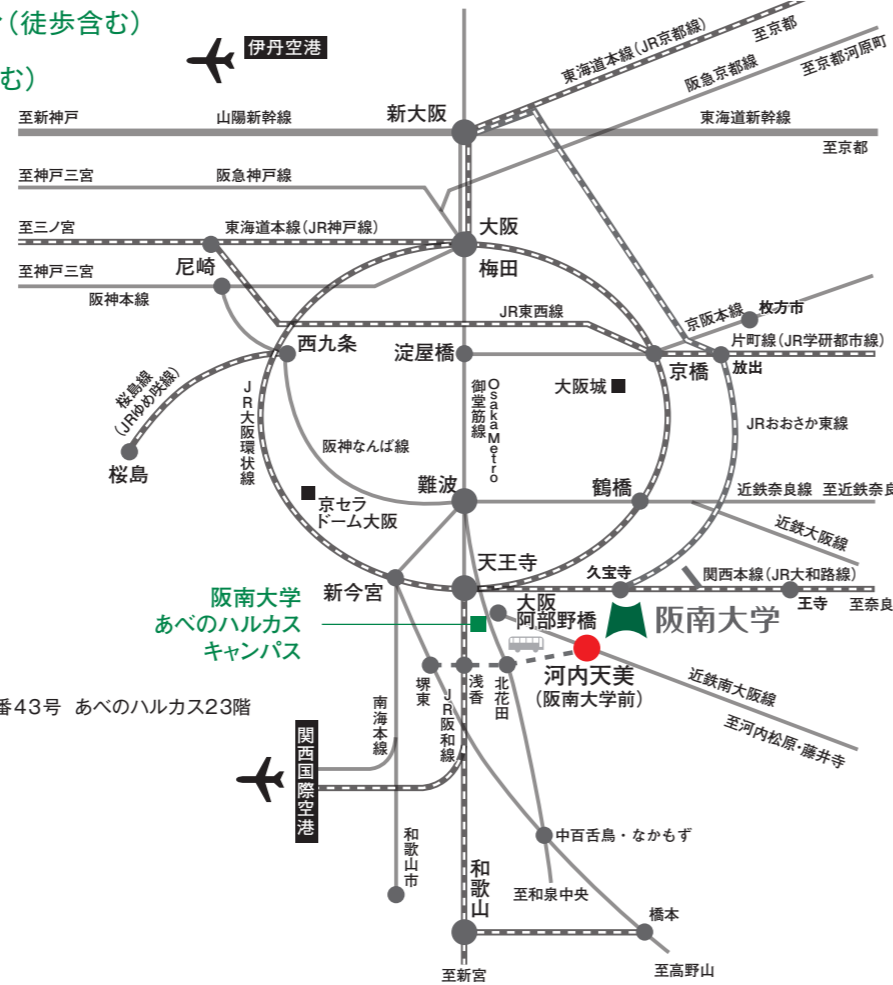 (徒歩含む)
む)
伊丹空港
東海道本線(JR京都線)
至京都
阪急京都線
至京都河原町
新大阪
至新神戸
山陽新幹線
東海道新幹線
至京都
至神戸三宮
阪急神戸線
至三ノ宮
東海道本線(JR神戸線)
大阪
梅田
尼崎
至神戸三宮
阪神本線
JR東西線
京阪本線
枚方市
片町線(JR学研都市線)
西九条
淀屋橋
京橋
放出
桜島線
(JRゆめ咲線)
JR大阪環状線
OsakaMetro
御堂筋線
大阪城
JRおおさか東線
阪神なんば線
桜島
難波
鶴橋
近鉄奈良線
至近鉄奈良
京セラ
ドーム大阪
近鉄大阪線
天王寺
久宝寺
関西本線(JR大和路線)
新今宮
王寺
至奈良
阪南大学
あべのハルカス
キャンパス
大阪
阿部野橋
阪南大学
河内天美
(阪南大学前)
近鉄南大阪線
至河内松原・藤井寺
堺東
浅香
北花田
番43号 あべのハルカス23階
南海本線
JR阪和線
関西国際空港
和歌山市
中百舌鳥・なかもず
和歌山
至和泉中央
橋本
至新宮
至高野山